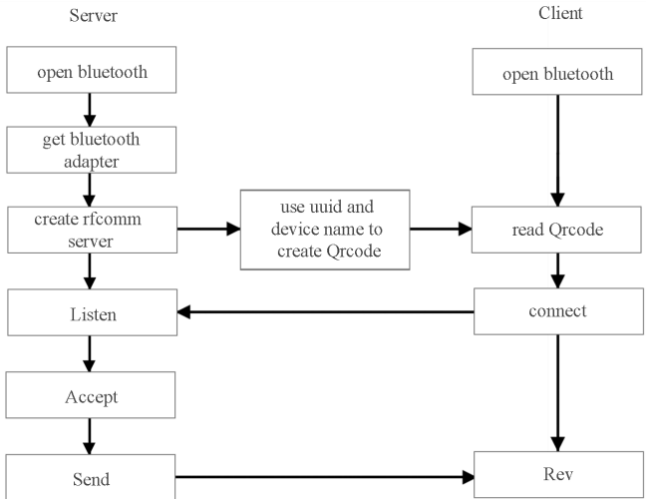 Server
Client
open bluetooth
open bluetooth
get bluetooth
adapter
create rfcomm
server
use uuid and
device name to
create Qrcode
read Qrcode
Listen
connect
Accept
Send
Rev